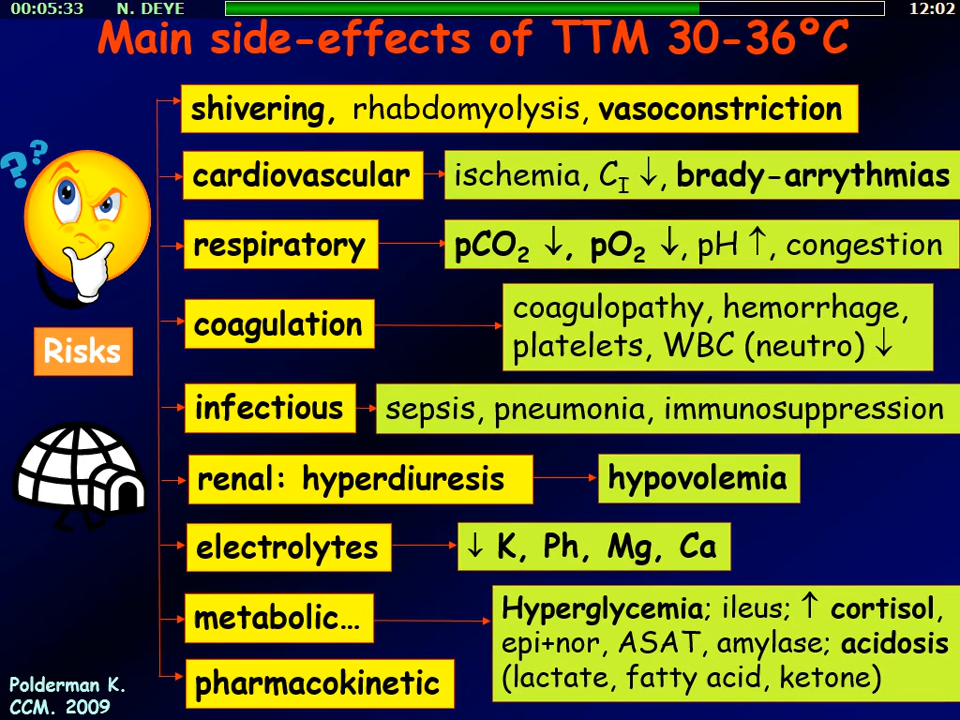 00:05:33 N. DEYE 12:02
Main side-effects of TTM 30-36ºC
shivering, rhabdomyolysis, vasoconstriction
cardiovascular
ischemia, CI ↓, brady-arrythmias
respiratory
pCO2 ↓, pO2 ↓, pH ↑, congestion
coagulation
coagulopathy, hemorrhage,
platelets, WBC (neutro) ↓
Risks
infectious
sepsis, pneumonia, immunosuppression
renal: hyperdiuresis
hypovolemia
electrolytes
↓ K, Ph, Mg, Ca
metabolic...
Hyperglycemia; ileus; ↑ cortisol,
epi+nor, ASAT, amylase; acidosis
(lactate, fatty acid, ketone)
pharmacokinetic
Polderman K.
CCM. 2009
??